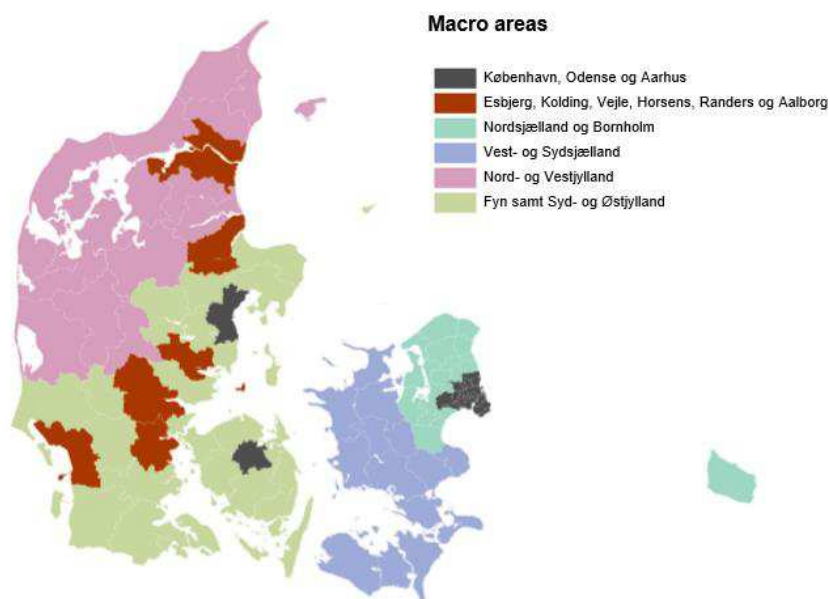 Macro areas
København, Odense og Aarhus
Esbjerg, Kolding, Vejle, Horsens, Randers og Aalborg
Nordsjælland og Bornholm
Vest- og Sydsjælland
Nord- og Vestjylland
Fyn samt Syd- og Østjylland